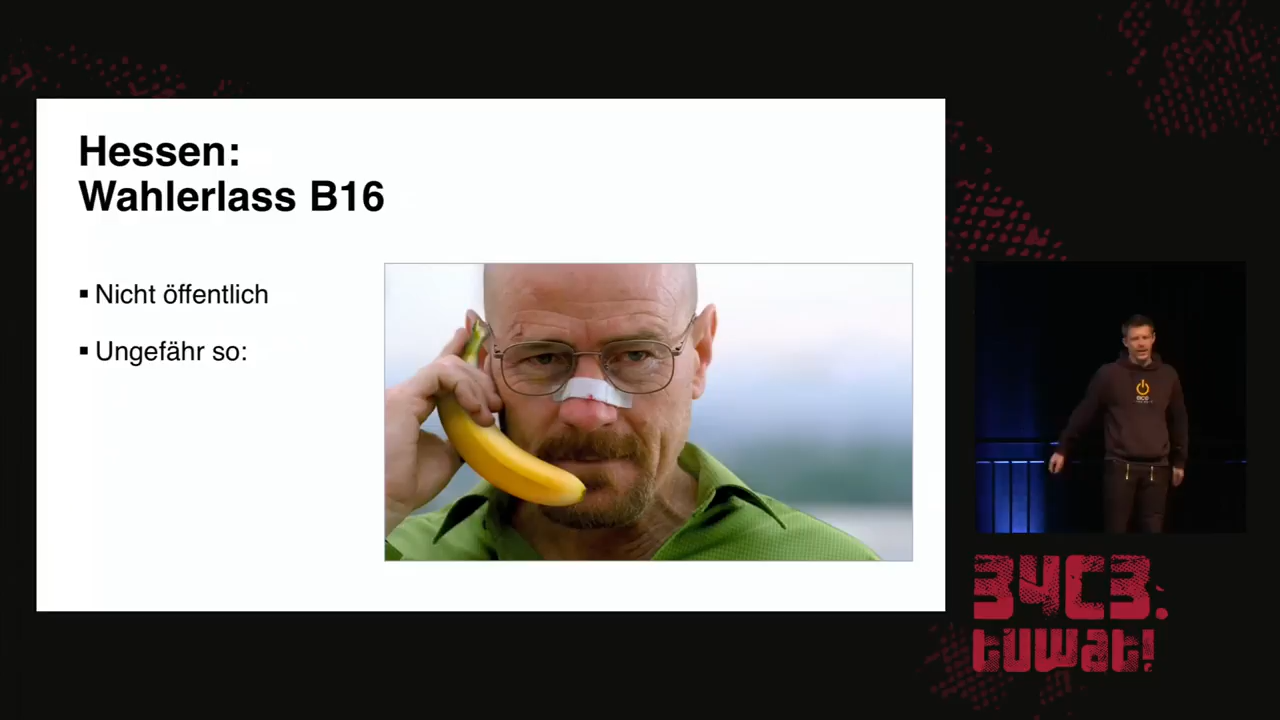 Hessen:
Wahlerlass B16
▪ Nicht öffentlich
▪ Ungefähr so:
34C3.
tuwat!